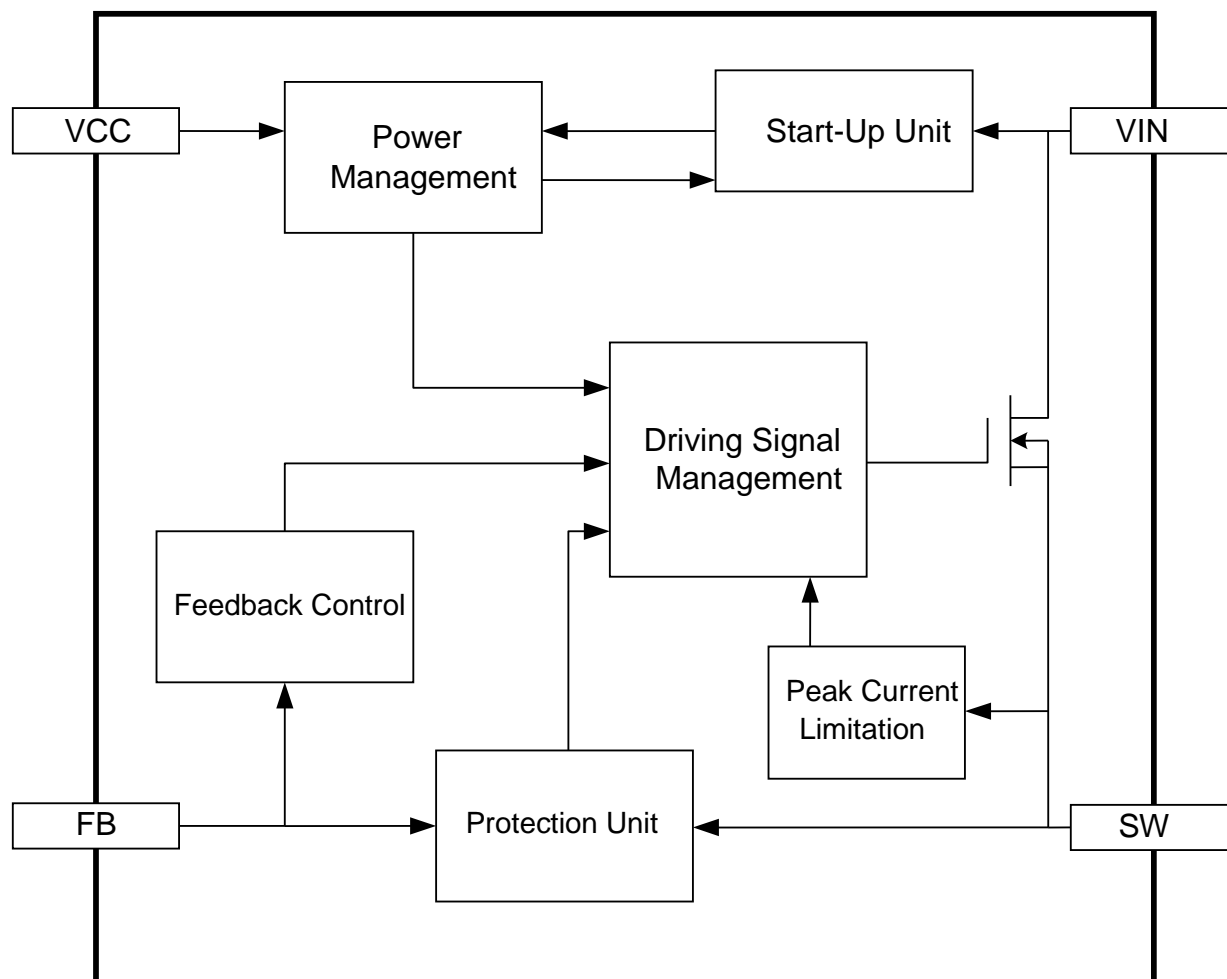 VCC
Power
Management
Start-Up Unit
VIN
Driving Signal
Management
Feedback Control
Peak Current
Limitation
FB
Protection Unit
SW